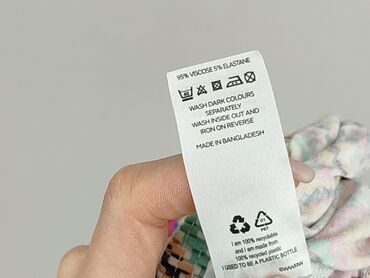 95% VISCOSE 5% ELASTANE
WASH DARK COLOURS
SEPARATELY
WASH INSIDE OUT AND
IRON ON REVERSE
MADE IN BANGLADESH
01
PET
I am 100% recyclable
and am made from
100% recycled plastic
I USED TO BE A PLASTIC BOTTLE